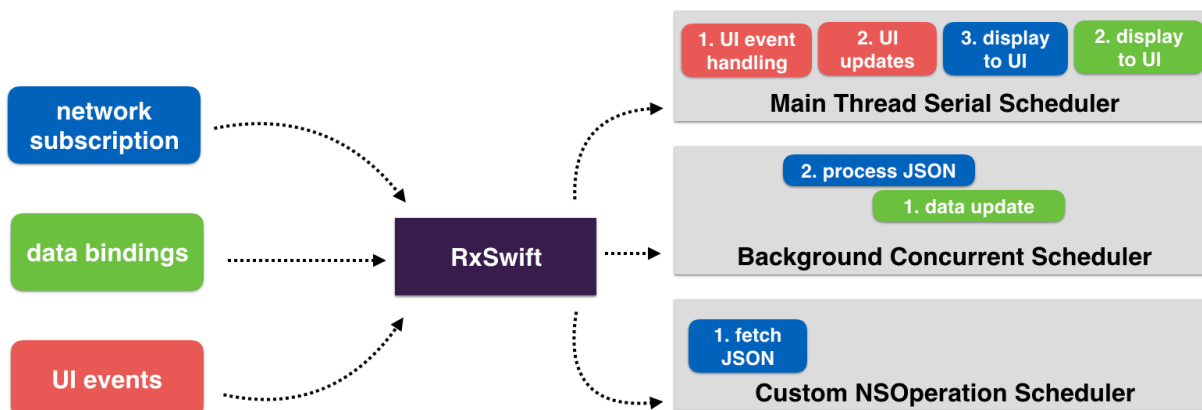 network
subscription
data bindings
UI events
RxSwift
1. UI event
handling
2. UI
updates
3. display
to UI
2. display
to UI
Main Thread Serial Scheduler
2. process JSON
1. data update
Background Concurrent Scheduler
1. fetch
JSON
Custom NSOperation Scheduler